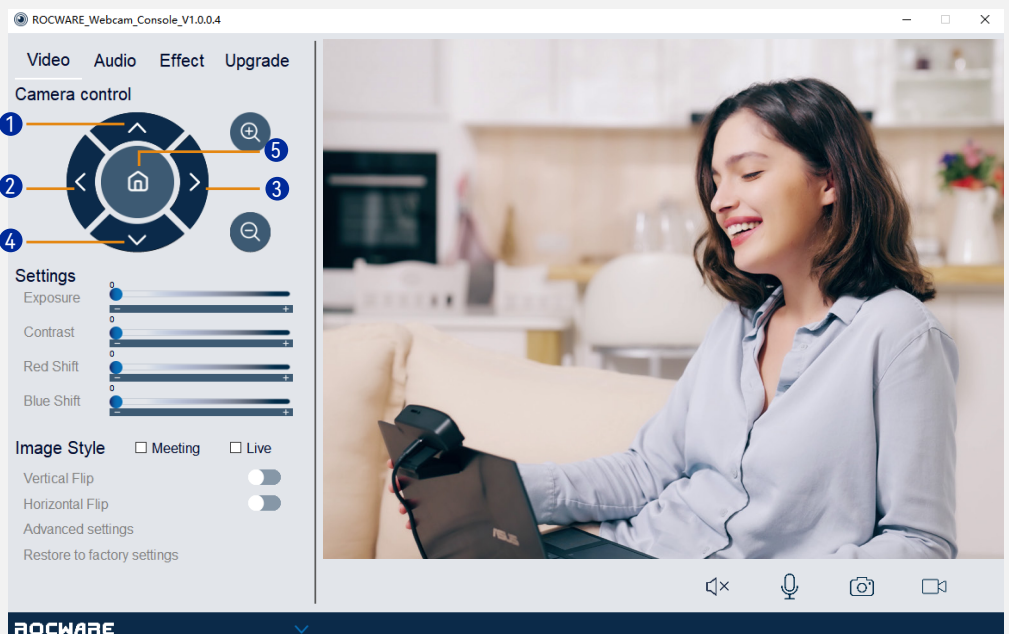 ROCWARE_Webcam_Console_V1.0.0.4
Video Audio Effect Upgrade
Camera control
1
5
2
3
4
Settings
0
Exposure
0
Contrast
0
Red Shift
0
Blue Shift
Image Style Meeting Live
Vertical Flip
Horizontal Flip
Advanced settings
Restore to factory settings
ASUS
ROCWARE